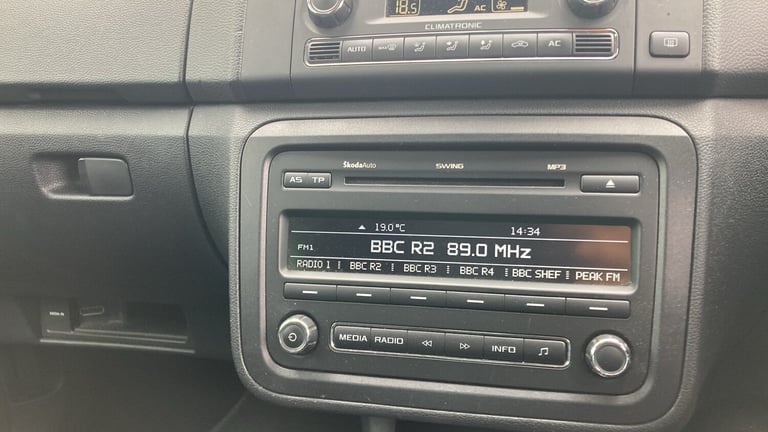 18.5 AC
CLIMATRONIC
AUTO MAX AC
ŠkodaAuto SWING MP3
AS TP
19.0°C 14:34
FM1 BBC R2 89.0 MHz
RADIO 1 BBC R2 BBC R3 BBC R4 BBC SHEF PEAK FM
MEDIA RADIO INFO